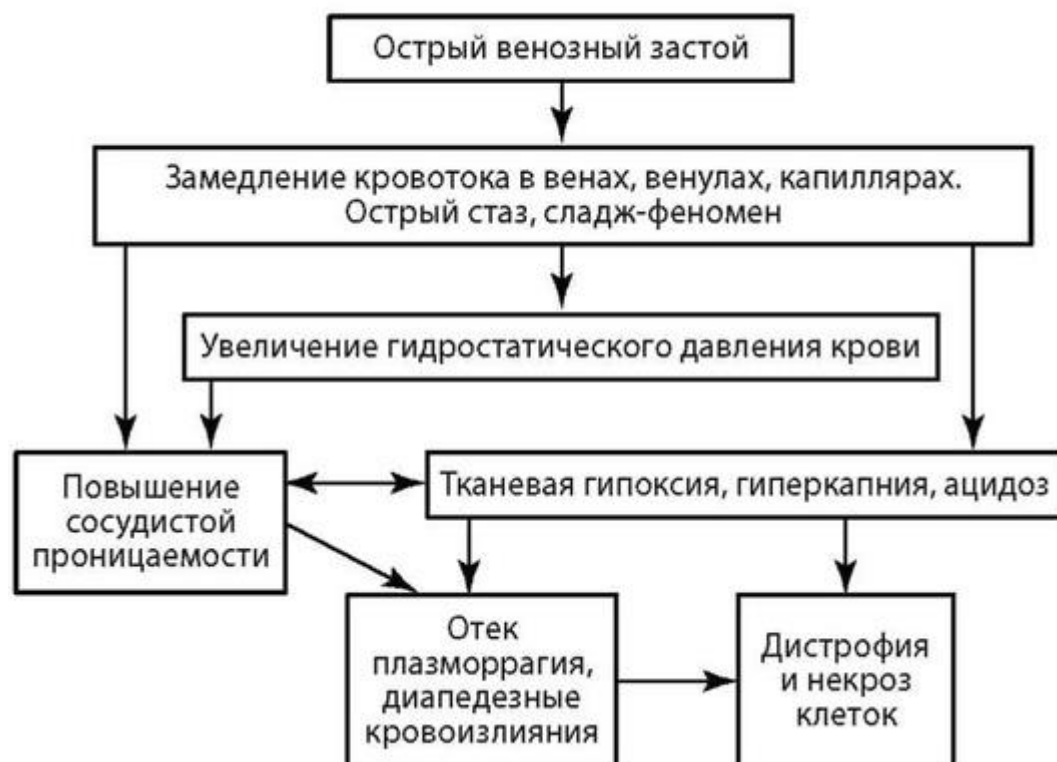 Острый венозный застой
Замедление кровотока в венах, венулах, капиллярах.
Острый стаз, сладж-феномен
Увеличение гидростатического давления крови
Повышение
сосудистой
проницаемости
Тканевая гипоксия, гиперкапния, ацидоз
Отек
плазморрагия,
диапедезные
кровоизлияния
Дистрофия
и некроз
клеток